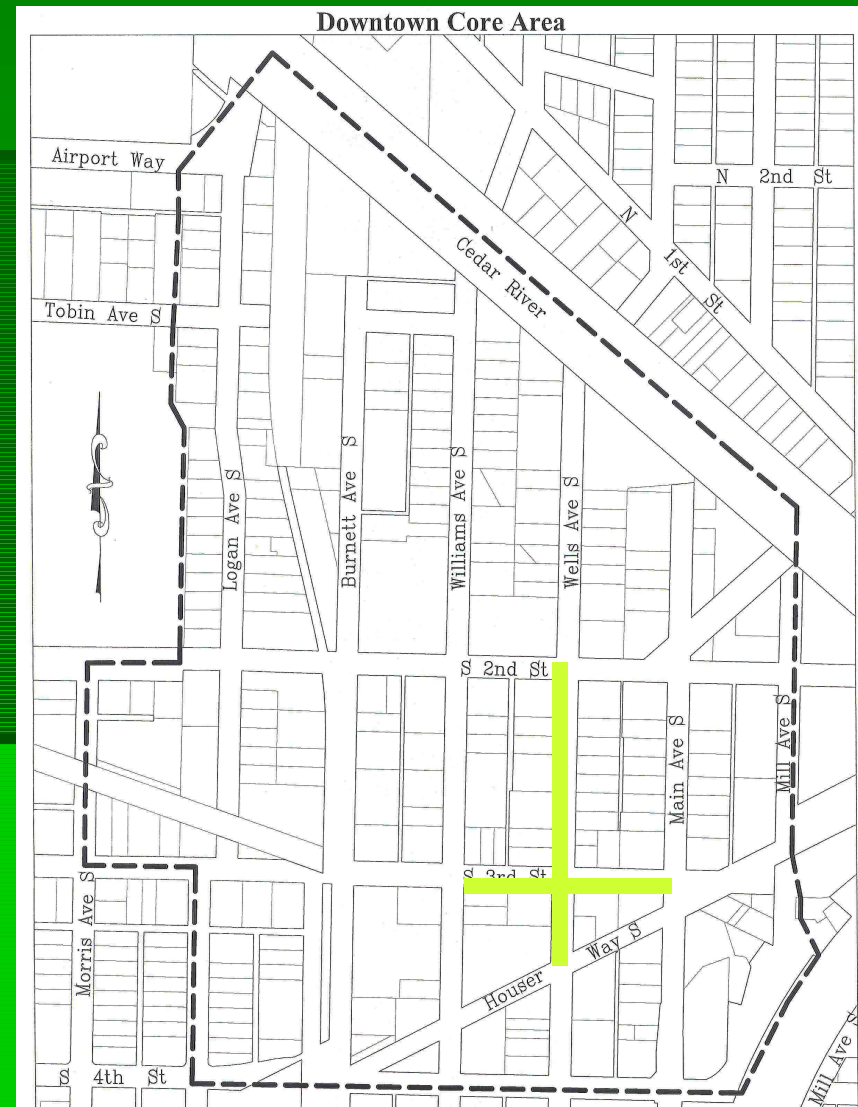 Downtown Core Area
Airport Way
N 2nd St
N 1st St
Cedar River
Tobin Ave S
Logan Ave S
Burnett Ave S
Williams Ave S
Wells Ave S
S 2nd St
Main Ave S
Mill Ave S
S 3rd St
Morris Ave S
Houser Way S
S 4th St
Mill Ave S